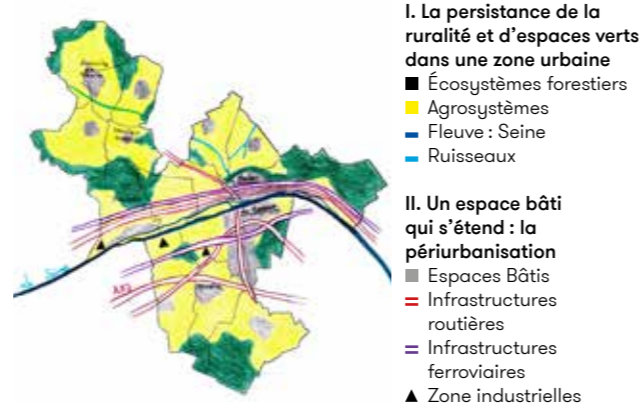 I. La persistance de la
ruralité et d'espaces verts
dans une zone urbaine
Écosystèmes forestiers
Agrosystèmes
Fleuve : Seine
Ruisseaux
II. Un espace bâti
qui s'étend : la
périurbanisation
Espaces Bâtis
Infrastructures
routières
Infrastructures
ferroviaires
Zone industrielles